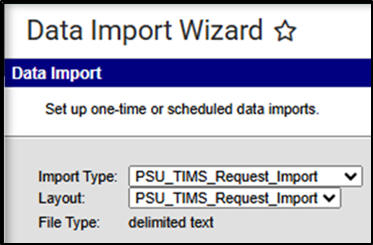 Data Import Wizard ☆
Data Import
Set up one-time or scheduled data imports.
Import Type: PSU_TIMS_Request_Import
Layout: PSU_TIMS_Request_Import
File Type: delimited text